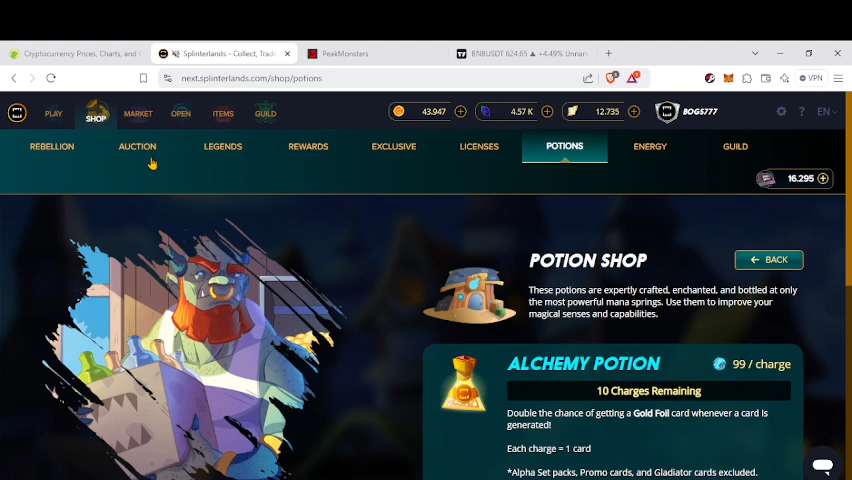 Cryptocurrency Prices, Charts, and
Splinterlands - Collect, Trade
PeakMonsters
BNBUSDT 624.65 ▲ +4.49% Unnam
next.splinterlands.com/shop/potions
VPN
PLAY
SHOP
MARKET
OPEN
ITEMS
GUILD
43.947
4.57 K
12.735
BOGS777
EN
REBELLION
AUCTION
LEGENDS
REWARDS
EXCLUSIVE
LICENSES
POTIONS
ENERGY
GUILD
16.295
POTION SHOP
BACK
These potions are expertly crafted, enchanted, and bottled at only
the most powerful mana springs. Use them to improve your
magical senses and capabilities.
ALCHEMY POTION
99 / charge
10 Charges Remaining
Double the chance of getting a Gold Foil card whenever a card is
generated!
Each charge = 1 card
*Alpha Set packs, Promo cards, and Gladiator cards excluded.